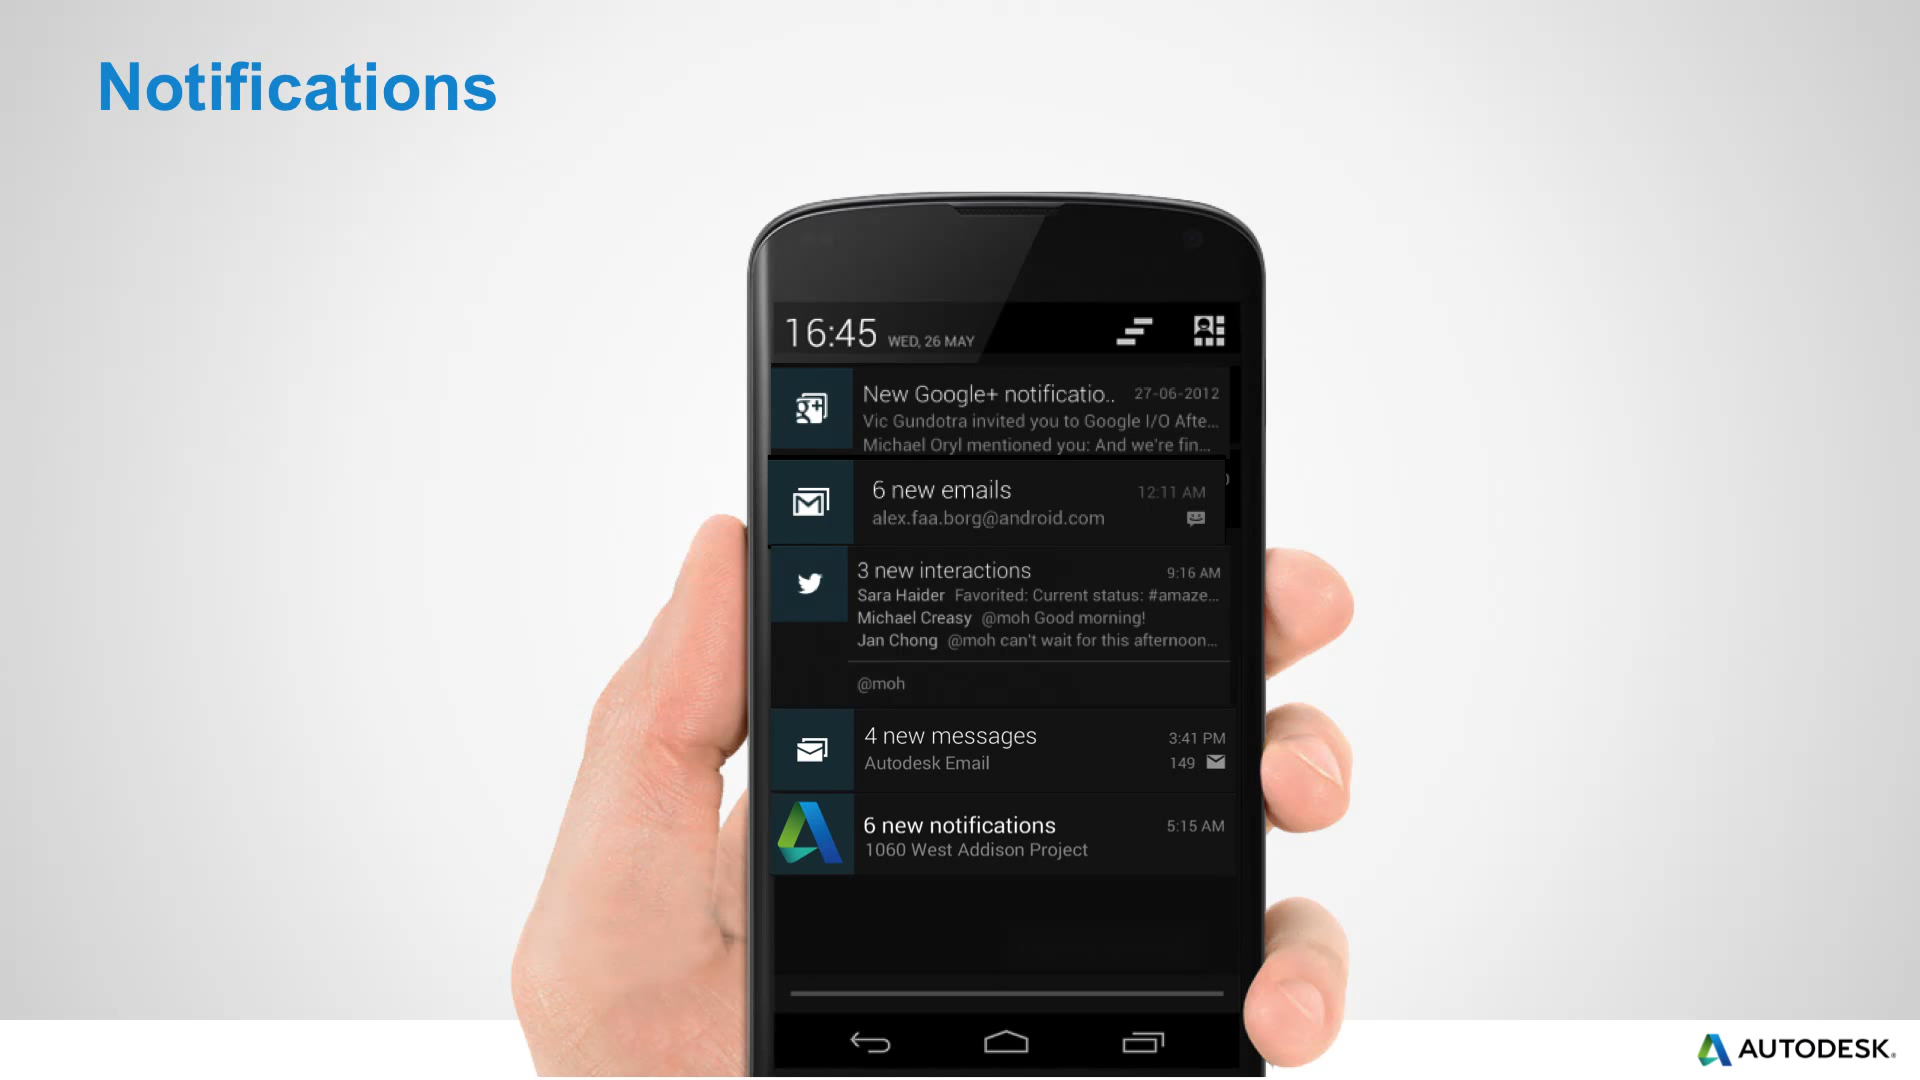 Notifications
16:45 WED, 26 MAY
New Google+ notificatio.. 27-06-2012
Vic Gundotra invited you to Google I/O Afte...
Michael Oryl mentioned you: And we're fin...
6 new emails 12:11 AM
alex.faa.borg@android.com
3 new interactions 9:16 AM
Sara Haider Favorited: Current status: #amaze...
Michael Creasy @moh Good morning!
Jan Chong @moh can't wait for this afternoon...
@moh
4 new messages 3:41 PM
Autodesk Email 149
6 new notifications 5:15 AM
1060 West Addison Project
AUTODESK.